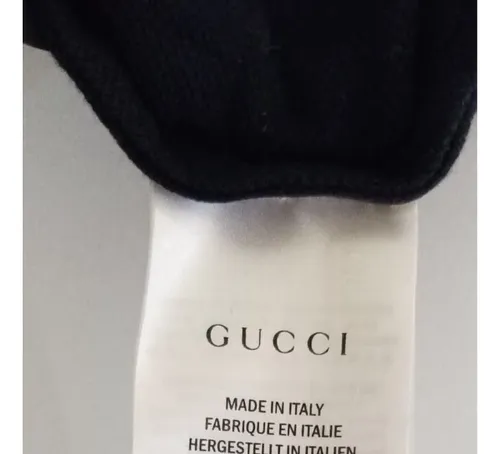 GUCCI
MADE IN ITALY
FABRIQUE EN ITALIE
HERGESTELLT IN ITALIEN